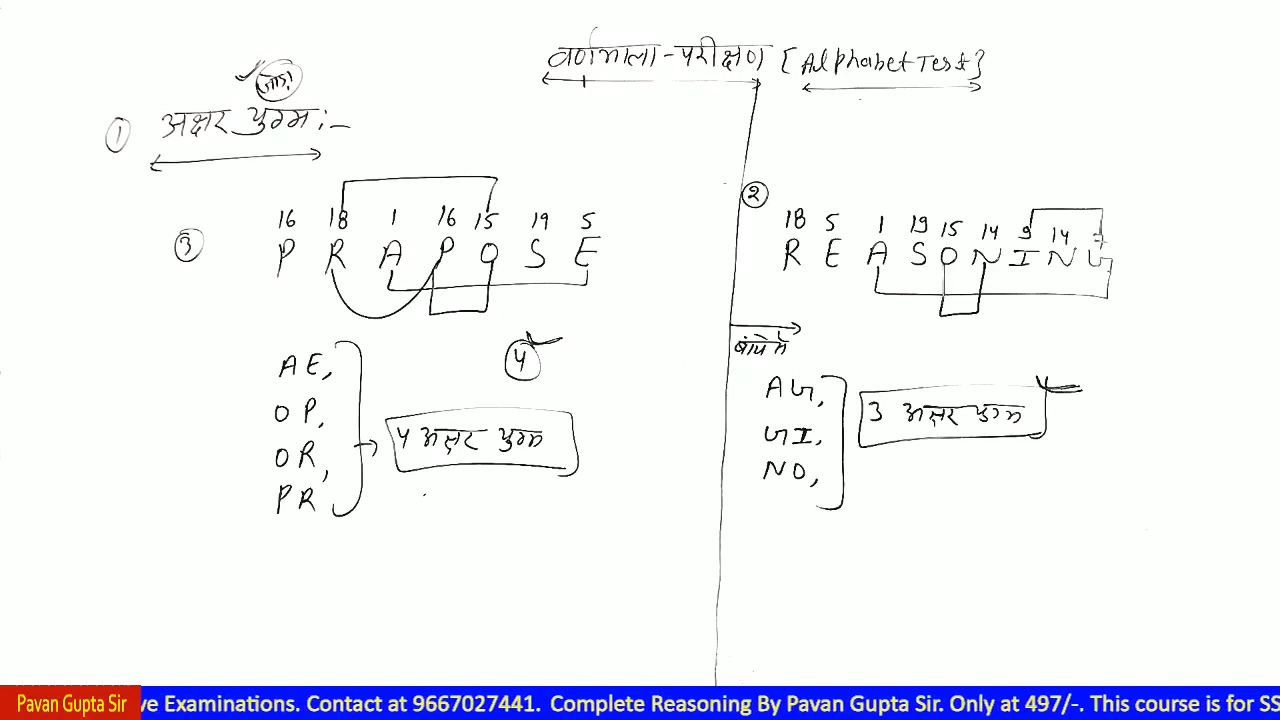 वर्णमाला - परीक्षण [Alphabet Test}
① अक्षर युग्म :-
③
16 18 1 16 15 19 5
P R A P O S E
4
AE,
OP,
OR,
PR
4 अक्षर युग्म
②
18 5 1 19 15 14 9 14 7
R E A S O N I N G
AG,
GI,
NO,
3 अक्षर युग्म
Pavan Gupta Sir
ve Examinations. Contact at 9667027441. Complete Reasoning By Pavan Gupta Sir. Only at 497/-. This course is for SS